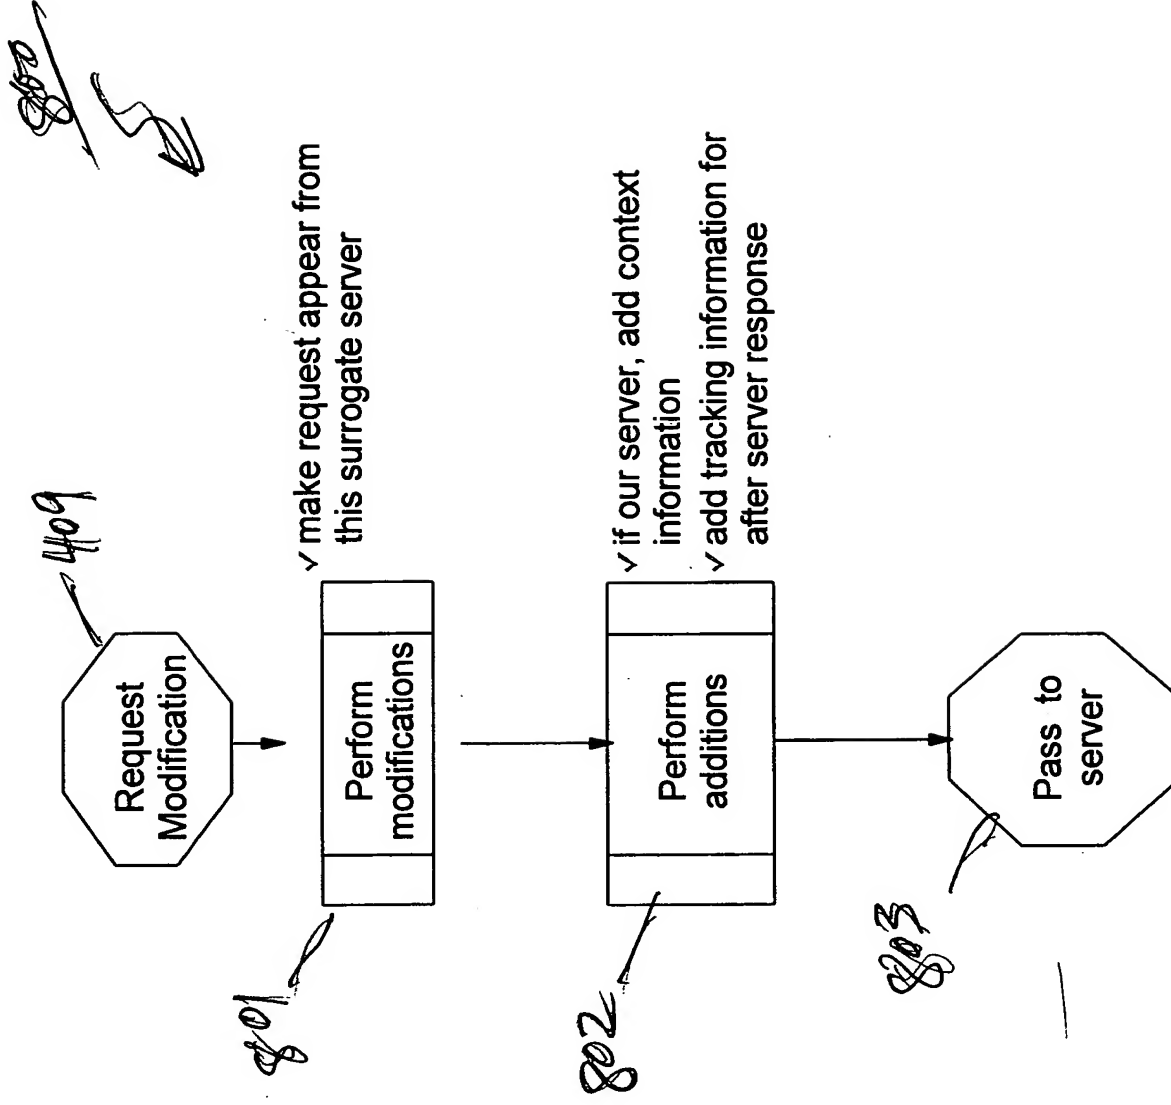 800
409
Request
Modification
✓ make request appear from
this surrogate server
801
Perform
modifications
✓ if our server, add context
information
✓ add tracking information for
after server response
802
Perform
additions
803
Pass to
server